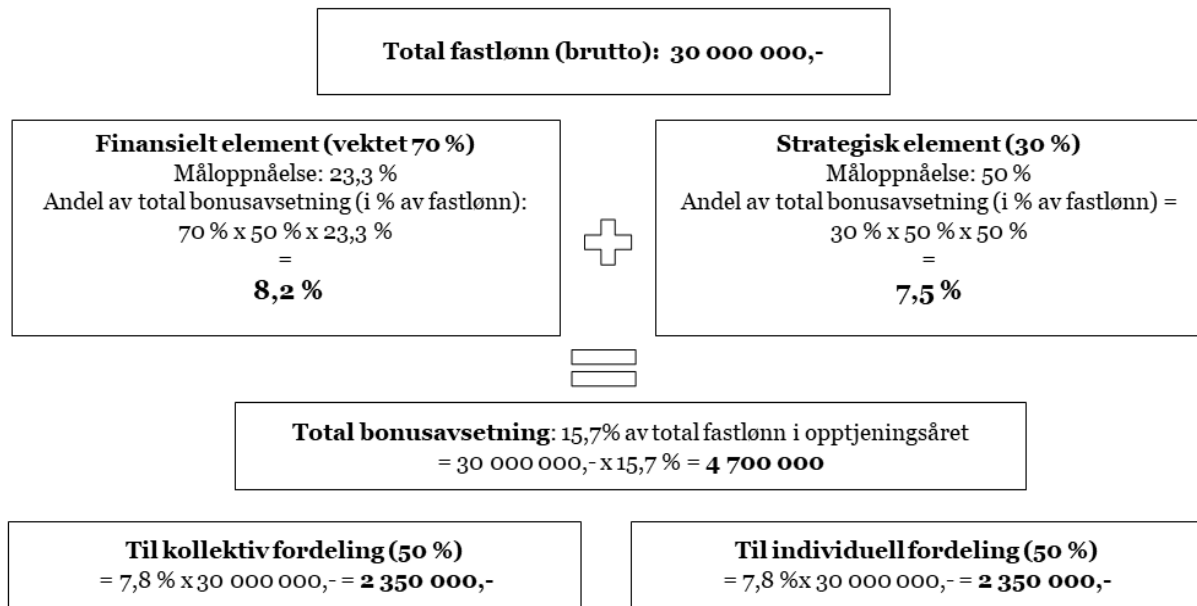 Total fastlønn (brutto): 30 000 000,-
Finansielt element (vektet 70 %)
Måloppnåelse: 23,3 %
Andel av total bonusavsetning (i % av fastlønn):
70 % x 50 % x 23,3 %
=
8,2 %
Strategisk element (30 %)
Måloppnåelse: 50 %
Andel av total bonusavsetning (i % av fastlønn) =
30 % x 50 % x 50 %
=
7,5 %
Total bonusavsetning: 15,7% av total fastlønn i opptjeningsåret
= 30 000 000,- x 15,7 % = 4 700 000
Til kollektiv fordeling (50 %)
= 7,8 % x 30 000 000,- = 2 350 000,-
Til individuell fordeling (50 %)
= 7,8 %x 30 000 000,- = 2 350 000,-